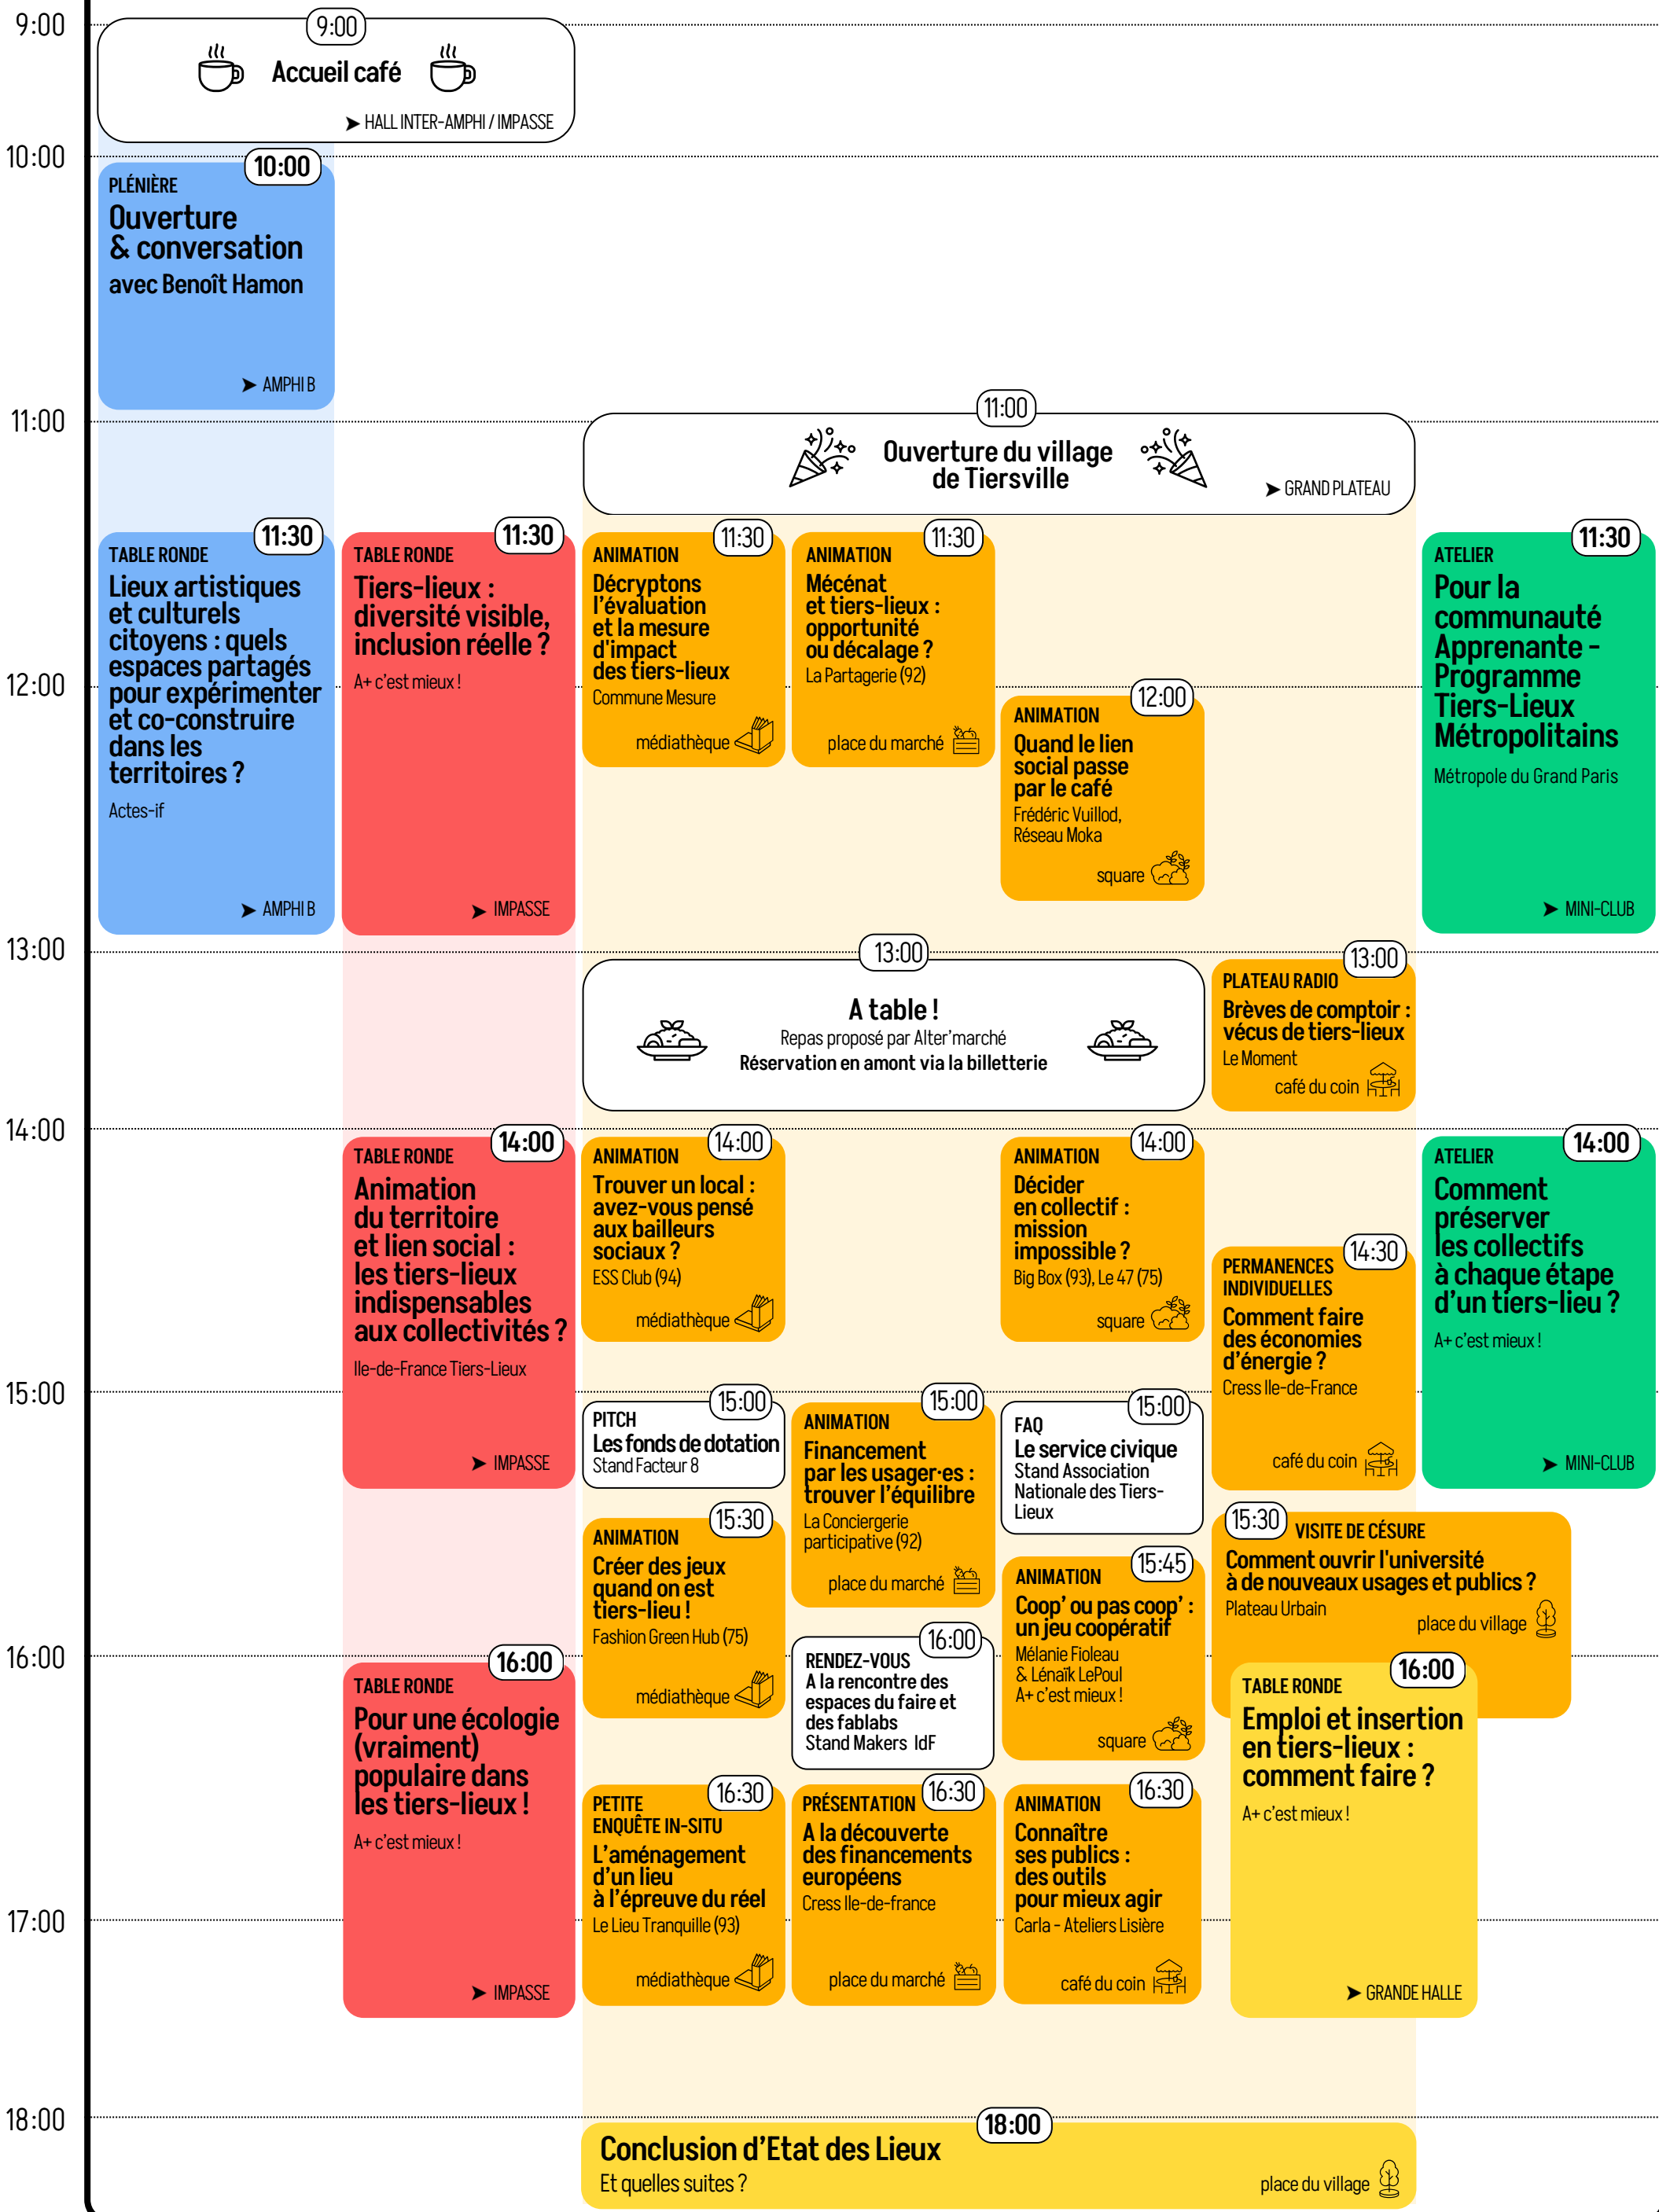 9:00
9:00
Accueil café
➤ HALL INTER-AMPHI / IMPASSE
10:00
10:00
PLÉNIÈRE
Ouverture
& conversation
avec Benoît Hamon
➤ AMPHI B
11:00
11:00
Ouverture du village
de Tiersville
➤ GRAND PLATEAU
11:30
TABLE RONDE
Lieux artistiques
et culturels
citoyens : quels
espaces partagés
pour expérimenter
et co-construire
dans les
territoires ?
Actes-if
➤ AMPHI B
11:30
TABLE RONDE
Tiers-lieux :
diversité visible,
inclusion réelle ?
A+ c'est mieux !
➤ IMPASSE
11:30
ANIMATION
Décryptons
l'évaluation
et la mesure
d'impact
des tiers-lieux
Commune Mesure
médiathèque
11:30
ANIMATION
Mécénat
et tiers-lieux :
opportunité
ou décalage ?
La Partagerie (92)
place du marché
11:30
ATELIER
Pour la
communauté
Apprenante -
Programme
Tiers-Lieux
Métropolitains
Métropole du Grand Paris
➤ MINI-CLUB
12:00
12:00
ANIMATION
Quand le lien
social passe
par le café
Frédéric Vuillod,
Réseau Moka
square
13:00
13:00
A table !
Repas proposé par Alter'marché
Réservation en amont via la billetterie
13:00
PLATEAU RADIO
Brèves de comptoir :
vécus de tiers-lieux
Le Moment
café du coin
14:00
14:00
TABLE RONDE
Animation
du territoire
et lien social :
les tiers-lieux
indispensables
aux collectivités ?
Ile-de-France Tiers-Lieux
➤ IMPASSE
14:00
ANIMATION
Trouver un local :
avez-vous pensé
aux bailleurs
sociaux ?
ESS Club (94)
médiathèque
14:00
ANIMATION
Décider
en collectif :
mission
impossible ?
Big Box (93), Le 47 (75)
square
14:30
PERMANENCES
INDIVIDUELLES
Comment faire
des économies
d'énergie ?
Cress Ile-de-France
café du coin
14:00
ATELIER
Comment
préserver
les collectifs
à chaque étape
d'un tiers-lieu ?
A+ c'est mieux !
➤ MINI-CLUB
15:00
15:00
PITCH
Les fonds de dotation
Stand Facteur 8
15:00
ANIMATION
Financement
par les usager·es :
trouver l'équilibre
La Conciergerie
participative (92)
place du marché
15:00
FAQ
Le service civique
Stand Association
Nationale des Tiers-
Lieux
15:30
ANIMATION
Créer des jeux
quand on est
tiers-lieu !
Fashion Green Hub (75)
médiathèque
15:45
ANIMATION
Coop' ou pas coop' :
un jeu coopératif
Mélanie Fioleau
& Lénaïk LePoul
A+ c'est mieux !
square
15:30
VISITE DE CÉSURE
Comment ouvrir l'université
à de nouveaux usages et publics ?
Plateau Urbain
place du village
16:00
16:00
TABLE RONDE
Pour une écologie
(vraiment)
populaire dans
les tiers-lieux !
A+ c'est mieux !
➤ IMPASSE
16:00
RENDEZ-VOUS
A la rencontre des
espaces du faire et
des fablabs
Stand Makers IdF
16:00
TABLE RONDE
Emploi et insertion
en tiers-lieux :
comment faire ?
A+ c'est mieux !
➤ GRANDE HALLE
16:30
PETITE
ENQUÊTE IN-SITU
L'aménagement
d'un lieu
à l'épreuve du réel
Le Lieu Tranquille (93)
médiathèque
16:30
PRÉSENTATION
A la découverte
des financements
européens
Cress Ile-de-france
place du marché
16:30
ANIMATION
Connaître
ses publics :
des outils
pour mieux agir
Carla - Ateliers Lisière
café du coin
17:00
18:00
18:00
Conclusion d'Etat des Lieux
Et quelles suites ?
place du village